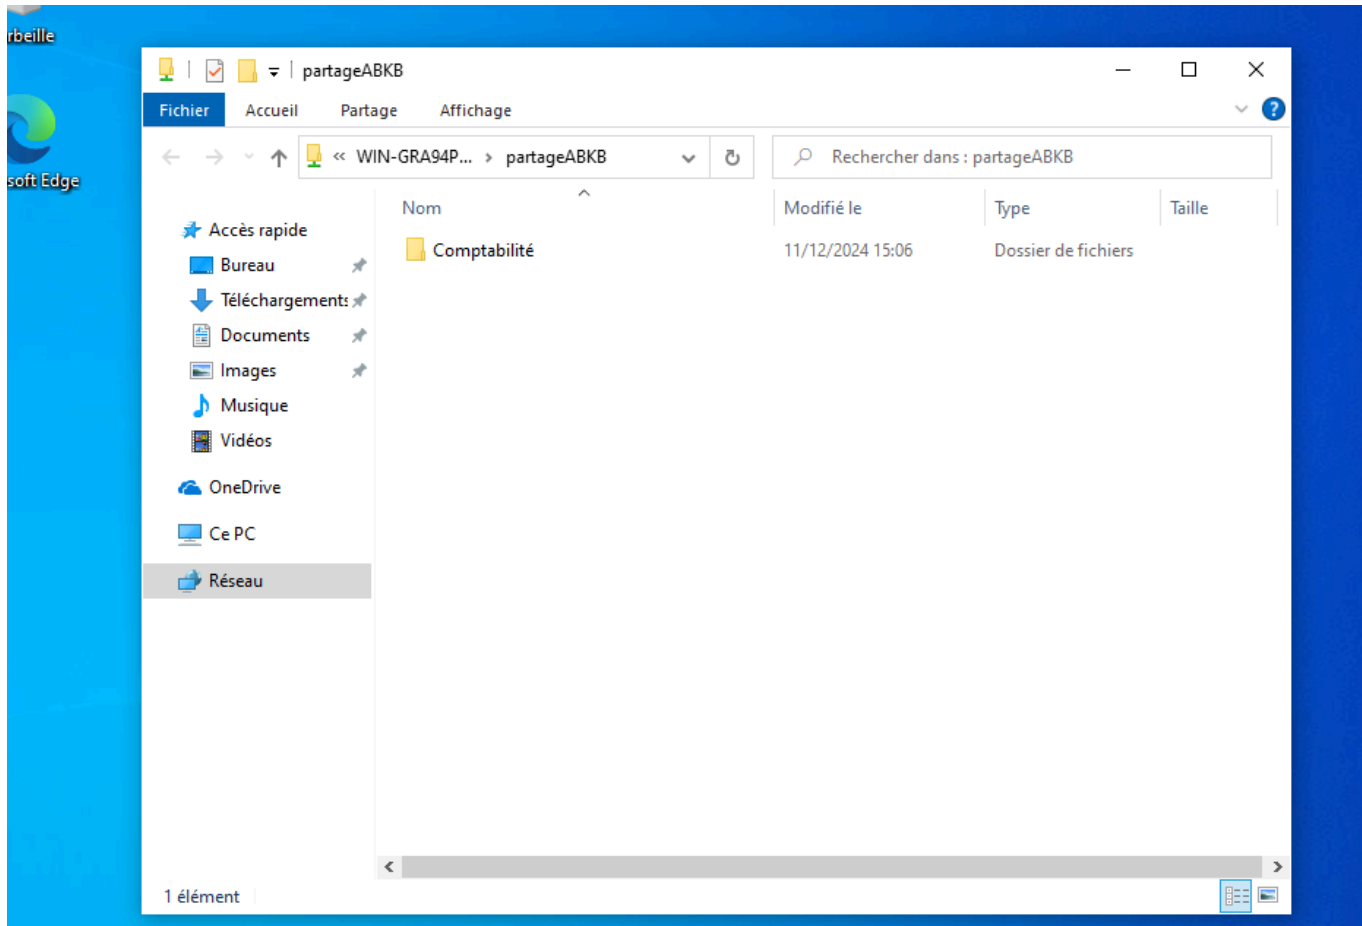 rbeille
soft Edge
partageABKB
Fichier Accueil Partage Affichage
« WIN-GRA94P... › partageABKB
Rechercher dans : partageABKB
Nom Modifié le Type Taille
Comptabilité 11/12/2024 15:06 Dossier de fichiers
Accès rapide
Bureau
Téléchargements
Documents
Images
Musique
Vidéos
OneDrive
Ce PC
Réseau
1 élément